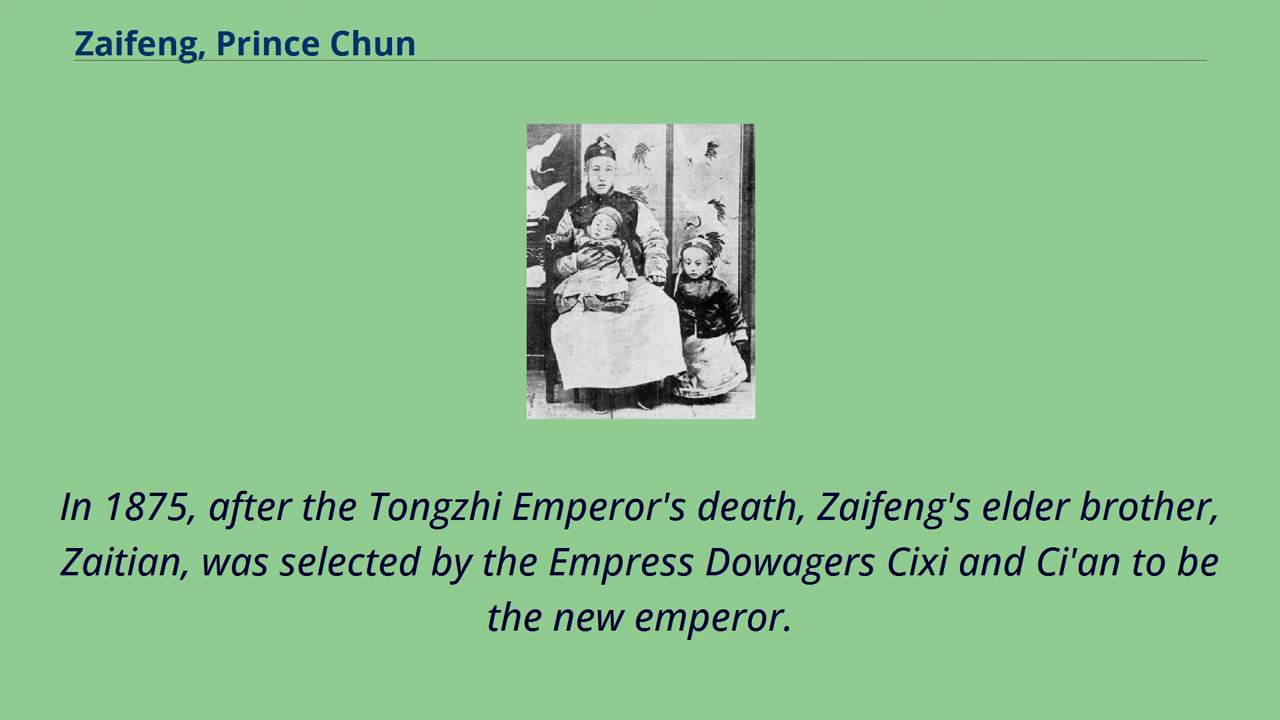 Zaifeng, Prince Chun
In 1875, after the Tongzhi Emperor's death, Zaifeng's elder brother,
Zaitian, was selected by the Empress Dowagers Cixi and Ci'an to be
the new emperor.